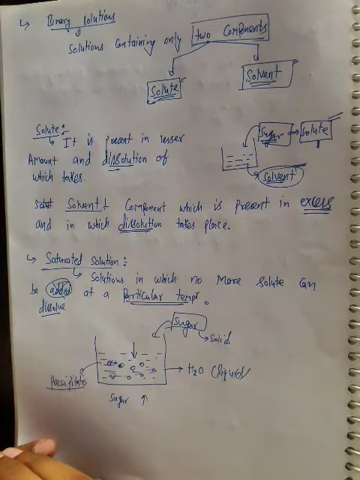 ↳ Binary solutions
Solutions containing only two components
Solute
Solvent
Solute :-
↳ It is present in lesser
Amount and dissolution of
which takes.
Sugar → Solute
Solvent
Solvent :- Component which is present in excess
and in which dissolution takes place.
↳ Saturated Solution :-
↳ Solutions in which no more solute can
be added at a particular tempr.
dissolve
Sugar
→ Solid
Precipitate
→ H2O (liquid)
Sugar ↑